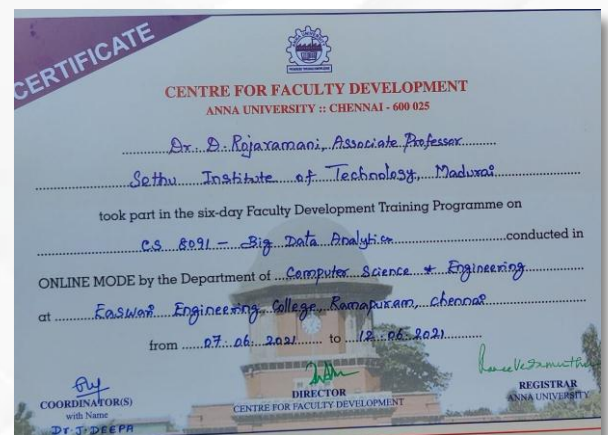 CERTIFICATE
CENTRE FOR FACULTY DEVELOPMENT
ANNA UNIVERSITY :: CHENNAI - 600 025
Dr. D. Rajaramani, Associate Professor
Sethu Institute of Technology, Madurai
took part in the six-day Faculty Development Training Programme on
CS 8091 – Big Data Analytics conducted in
ONLINE MODE by the Department of Computer Science & Engineering
at Easwari Engineering College, Ramapuram, Chennai
from 07.06.2021 to 12.06.2021
COORDINATOR(S)
with Name
Dr. J. DEEPA
DIRECTOR
CENTRE FOR FACULTY DEVELOPMENT
REGISTRAR
ANNA UNIVERSITY